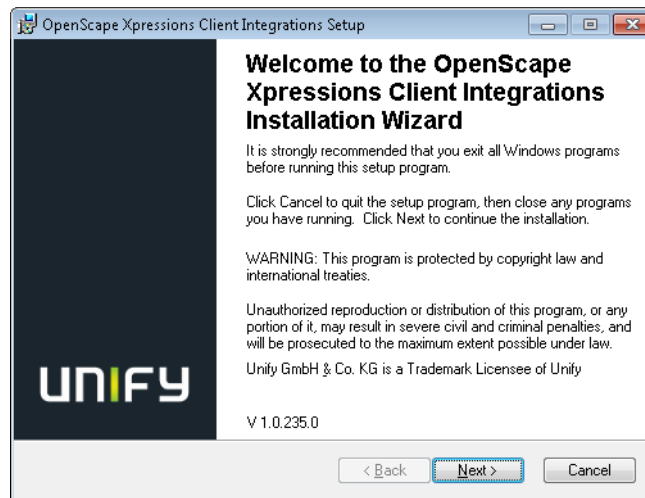 OpenScape Xpressions Client Integrations Setup
Welcome to the OpenScape
Xpressions Client Integrations
Installation Wizard
It is strongly recommended that you exit all Windows programs
before running this setup program.
Click Cancel to quit the setup program, then close any programs
you have running. Click Next to continue the installation.
WARNING: This program is protected by copyright law and
international treaties.
Unauthorized reproduction or distribution of this program, or any
portion of it, may result in severe civil and criminal penalties, and
will be prosecuted to the maximum extent possible under law.
Unify GmbH & Co. KG is a Trademark Licensee of Unify
UNIFY
V 1.0.235.0
< Back
Next >
Cancel